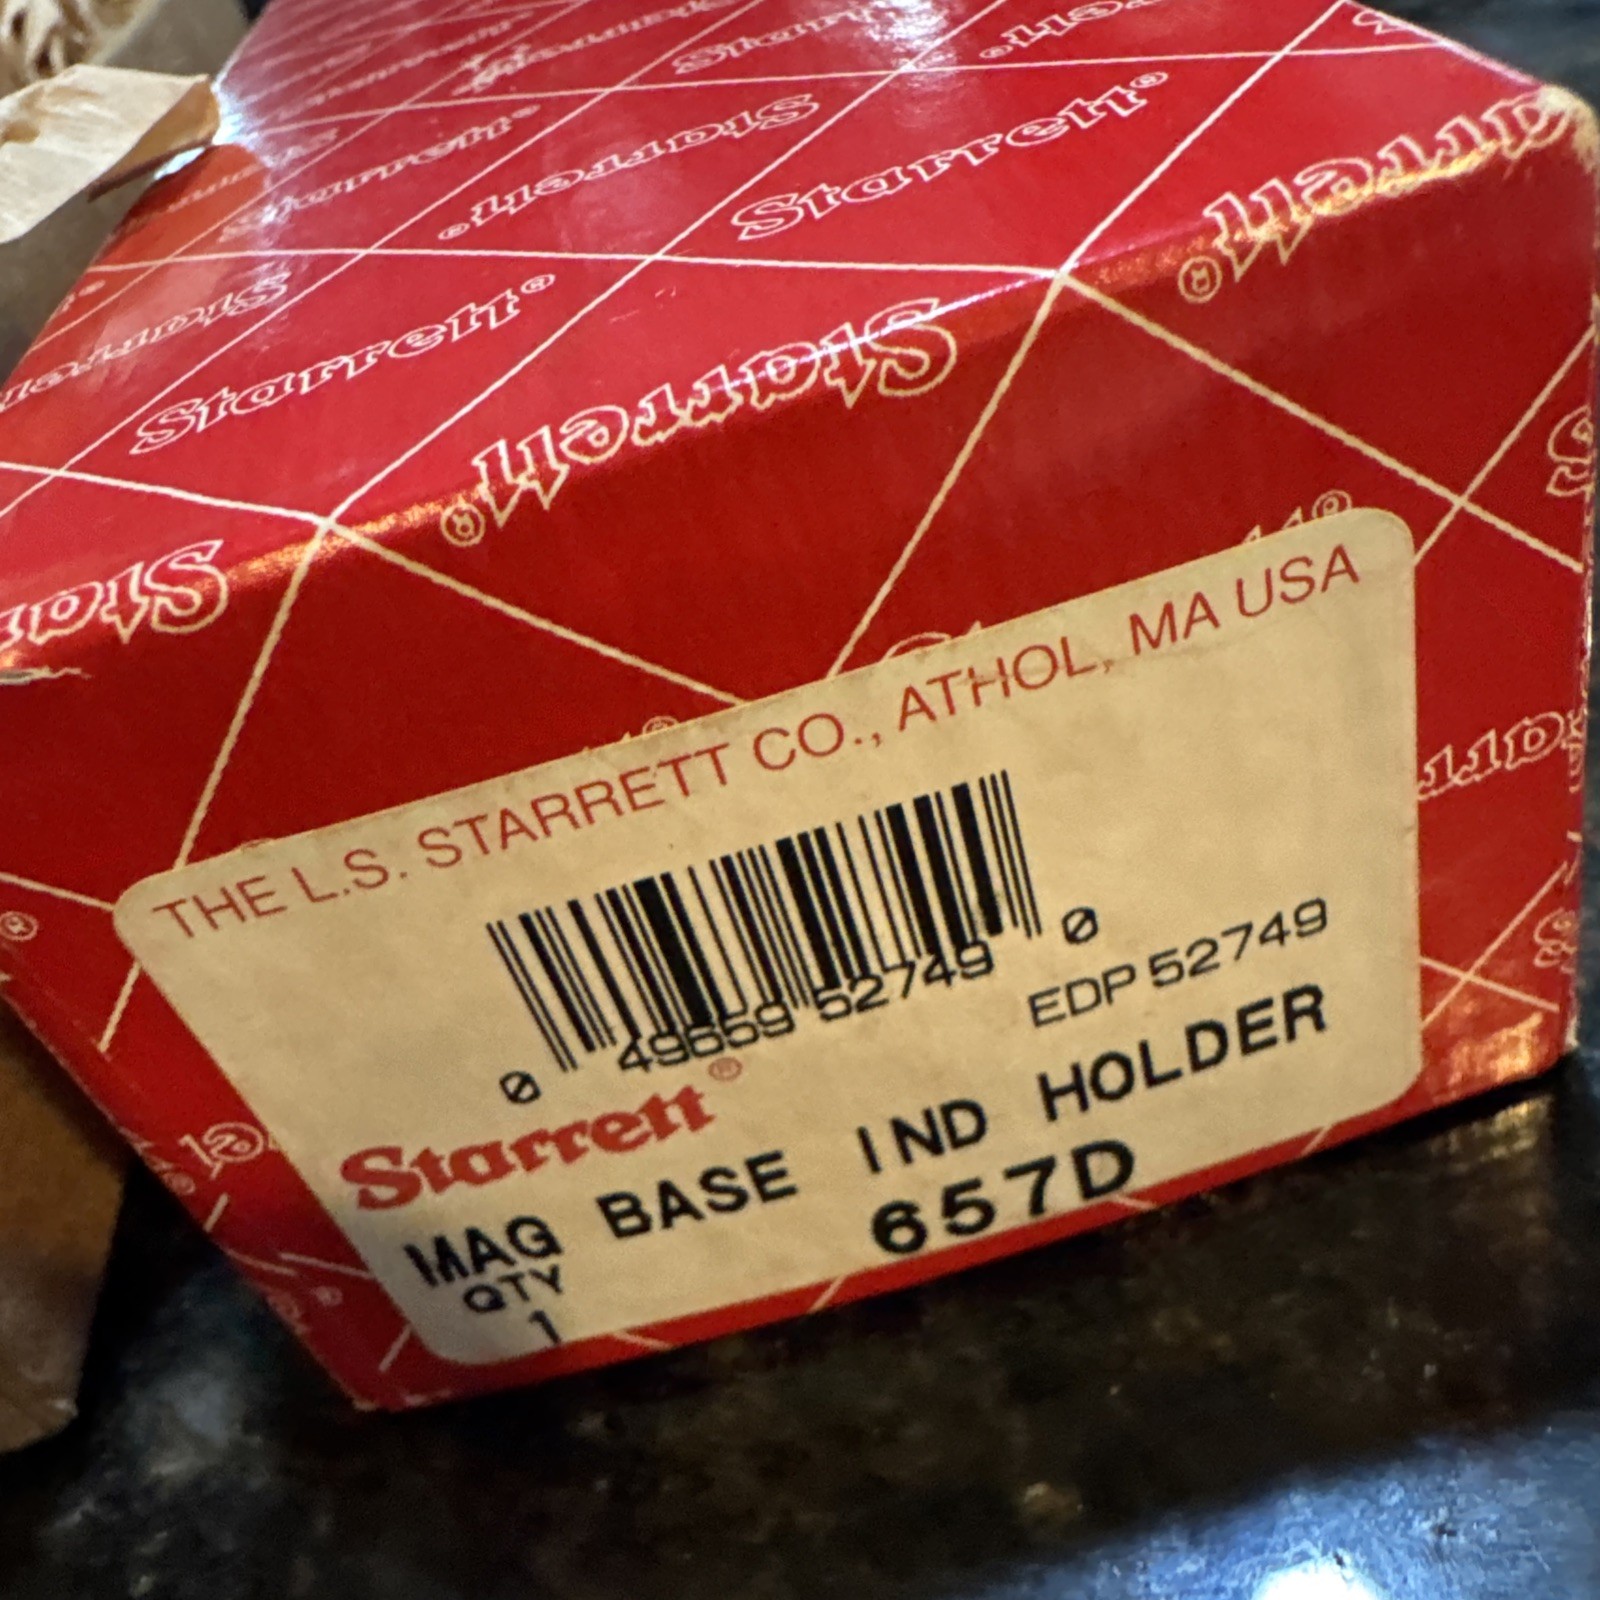 Starrett®
Starrett®
Starrett®
Starrett®
Starrett®
Starrett®
THE L.S. STARRETT CO., ATHOL, MA USA
0 49659 52749 0
EDP 52749
Starrett®
MAG BASE IND HOLDER
657D
QTY
1